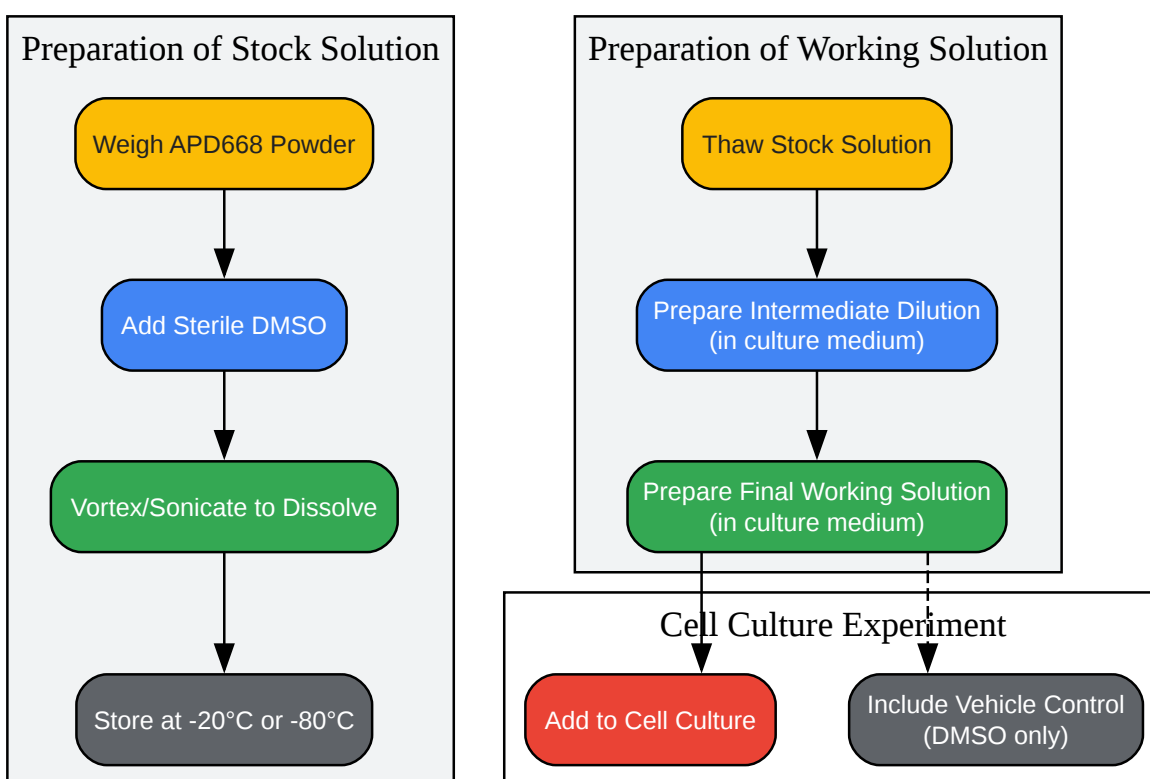 Preparation of Stock Solution
Weigh APD668 Powder
Add Sterile DMSO
Vortex/Sonicate to Dissolve
Store at -20°C or -80°C
Preparation of Working Solution
Thaw Stock Solution
Prepare Intermediate Dilution
(in culture medium)
Prepare Final Working Solution
(in culture medium)
Cell Culture Experiment
Add to Cell Culture
Include Vehicle Control
(DMSO only)